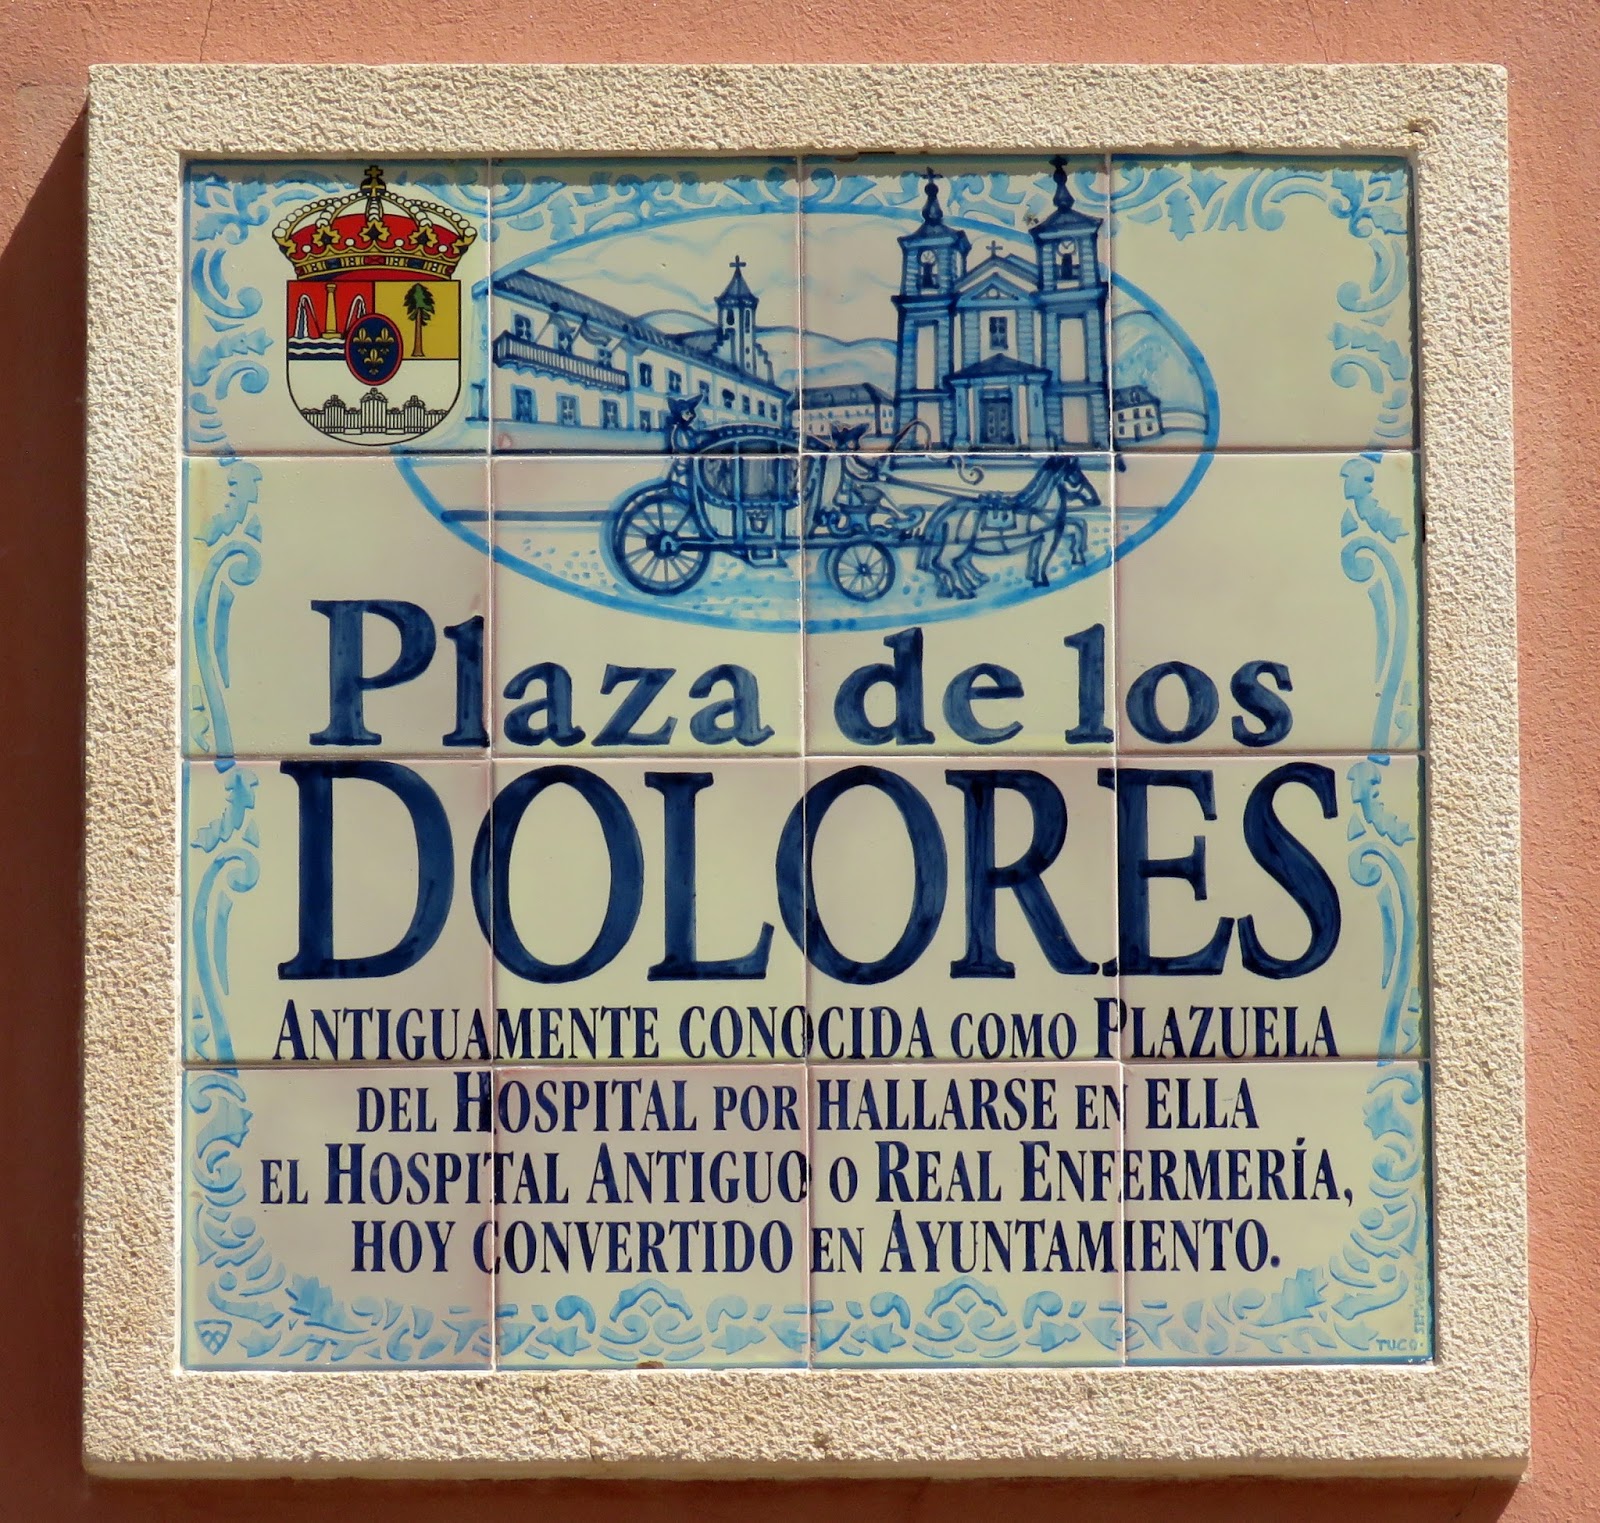 Plaza de los
DOLORES
ANTIGUAMENTE CONOCIDA COMO PLAZUELA
DEL HOSPITAL POR HALLARSE EN ELLA
EL HOSPITAL ANTIGUO O REAL ENFERMERÍA,
HOY CONVERTIDO EN AYUNTAMIENTO.
TUCO